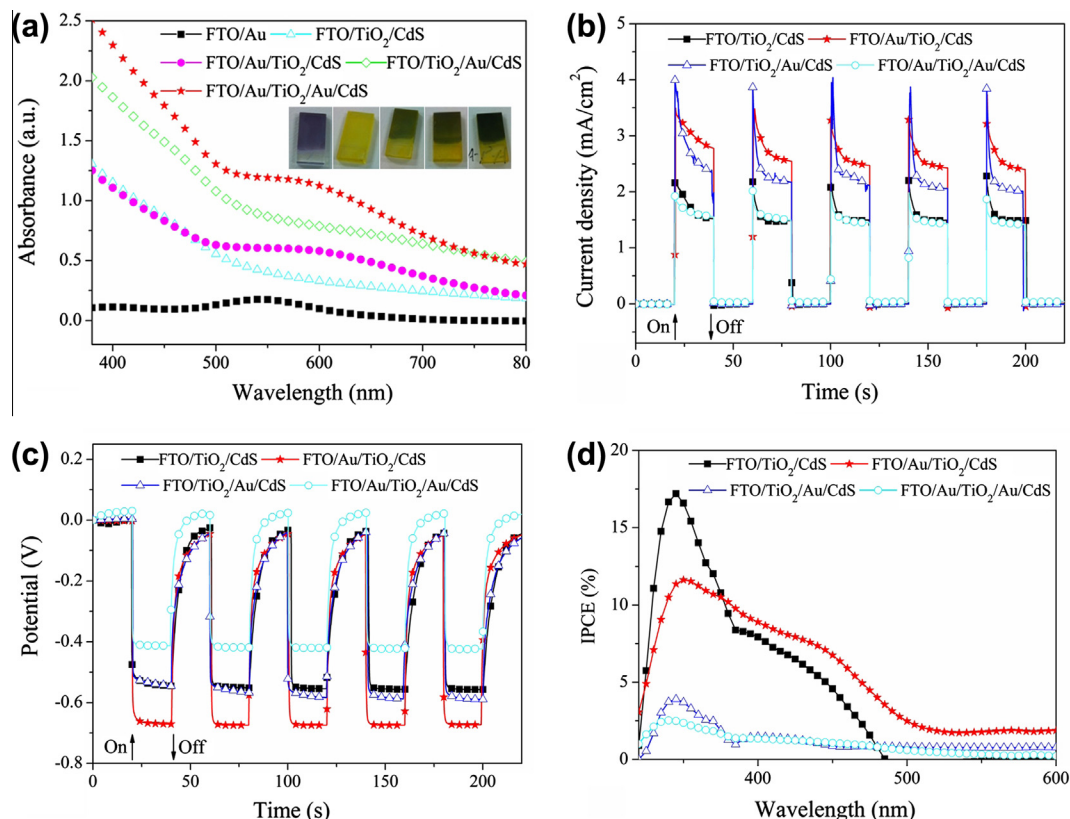 (a)
2.5
2.0
1.5
1.0
0.5
0.0
Absorbance (a.u.)
FTO/Au FTO/TiO2/CdS
FTO/Au/TiO2/CdS FTO/TiO2/Au/CdS
FTO/Au/TiO2/Au/CdS
400 500 600 700 80
Wavelength (nm)
(b)
5
4
3
2
1
0
Current density (mA/cm2)
FTO/TiO2/CdS FTO/Au/TiO2/CdS
FTO/TiO2/Au/CdS FTO/Au/TiO2/Au/CdS
On Off
0 50 100 150 200
Time (s)
(c)
0.2
0.0
-0.2
-0.4
-0.6
-0.8
Potential (V)
FTO/TiO2/CdS FTO/Au/TiO2/CdS
FTO/TiO2/Au/CdS FTO/Au/TiO2/Au/CdS
On Off
0 50 100 150 200
Time (s)
(d)
20
15
10
5
0
IPCE (%)
FTO/TiO2/CdS FTO/Au/TiO2/CdS
FTO/TiO2/Au/CdS FTO/Au/TiO2/Au/CdS
400 500 600
Wavelength (nm)